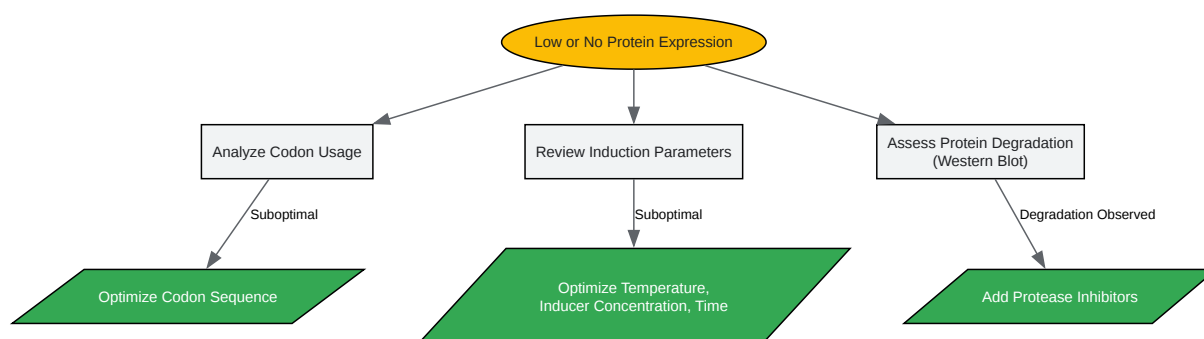 Low or No Protein Expression
Analyze Codon Usage
Review Induction Parameters
Assess Protein Degradation
(Western Blot)
Suboptimal
Suboptimal
Degradation Observed
Optimize Codon Sequence
Optimize Temperature,
Inducer Concentration, Time
Add Protease Inhibitors